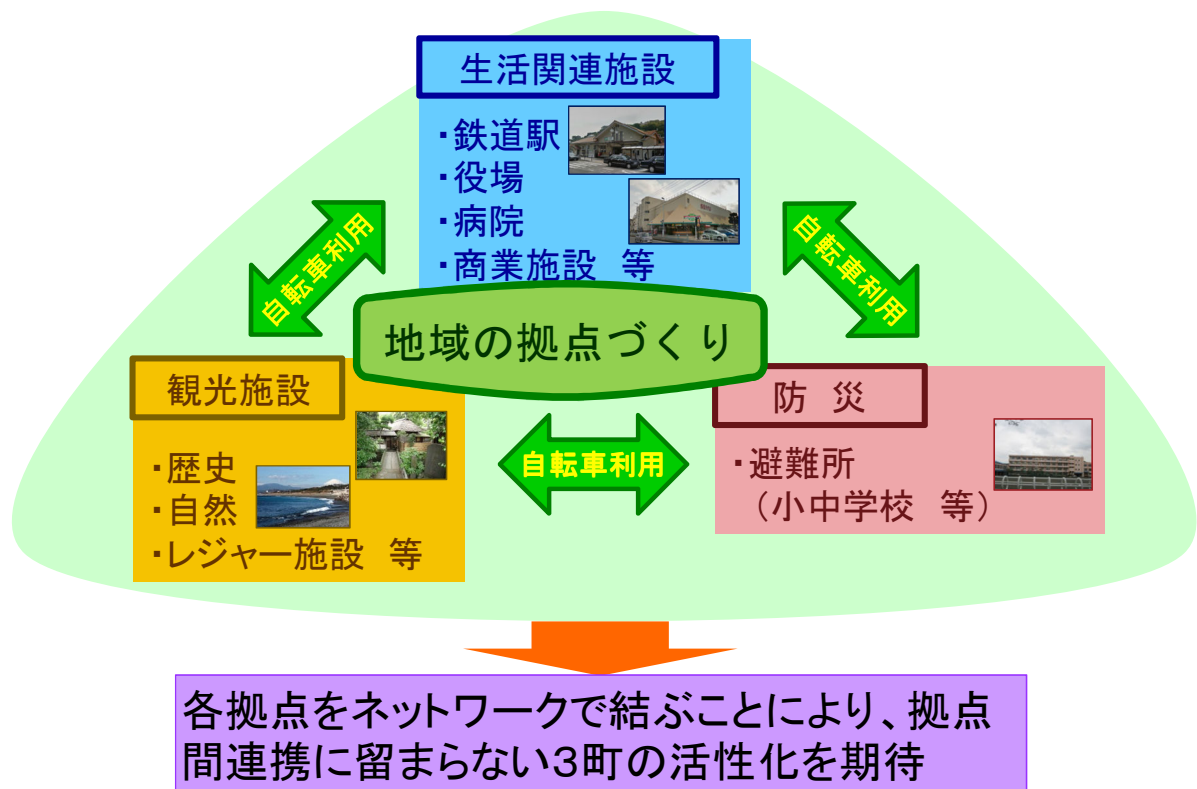 生活関連施設
・鉄道駅
・役場
・病院
・商業施設 等
自転車利用
自転車利用
地域の拠点づくり
観光施設
・歴史
・自然
・レジャー施設 等
自転車利用
防 災
・避難所
（小中学校 等）
各拠点をネットワークで結ぶことにより、拠点
間連携に留まらない3町の活性化を期待